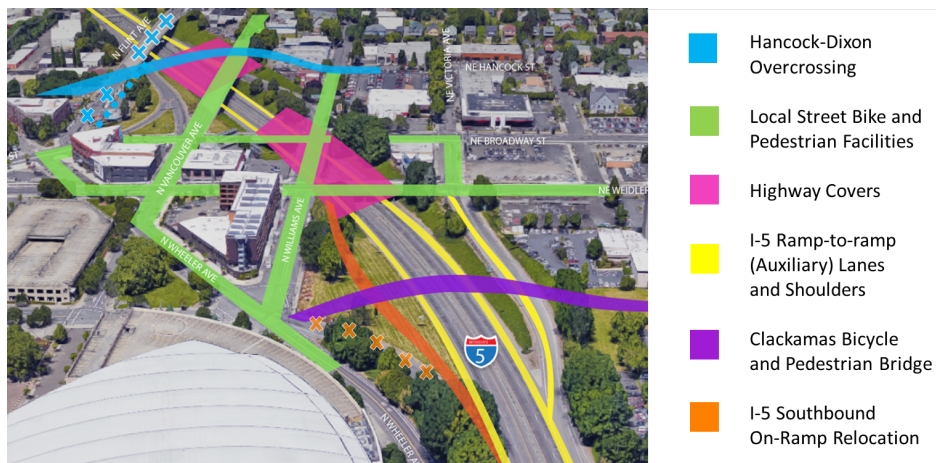 N FLINT AVE
NE VICTORIA AVE
NE HANCOCK ST
N VANCOUVER AVE
NE BROADWAY ST
ST
NE WEIDLER
N WILLIAMS AVE
N WHEELER AVE
5
N WHEELER A
Hancock-Dixon
Overcrossing
Local Street Bike and
Pedestrian Facilities
Highway Covers
I-5 Ramp-to-ramp
(Auxiliary) Lanes
and Shoulders
Clackamas Bicycle
and Pedestrian Bridge
I-5 Southbound
On-Ramp Relocation